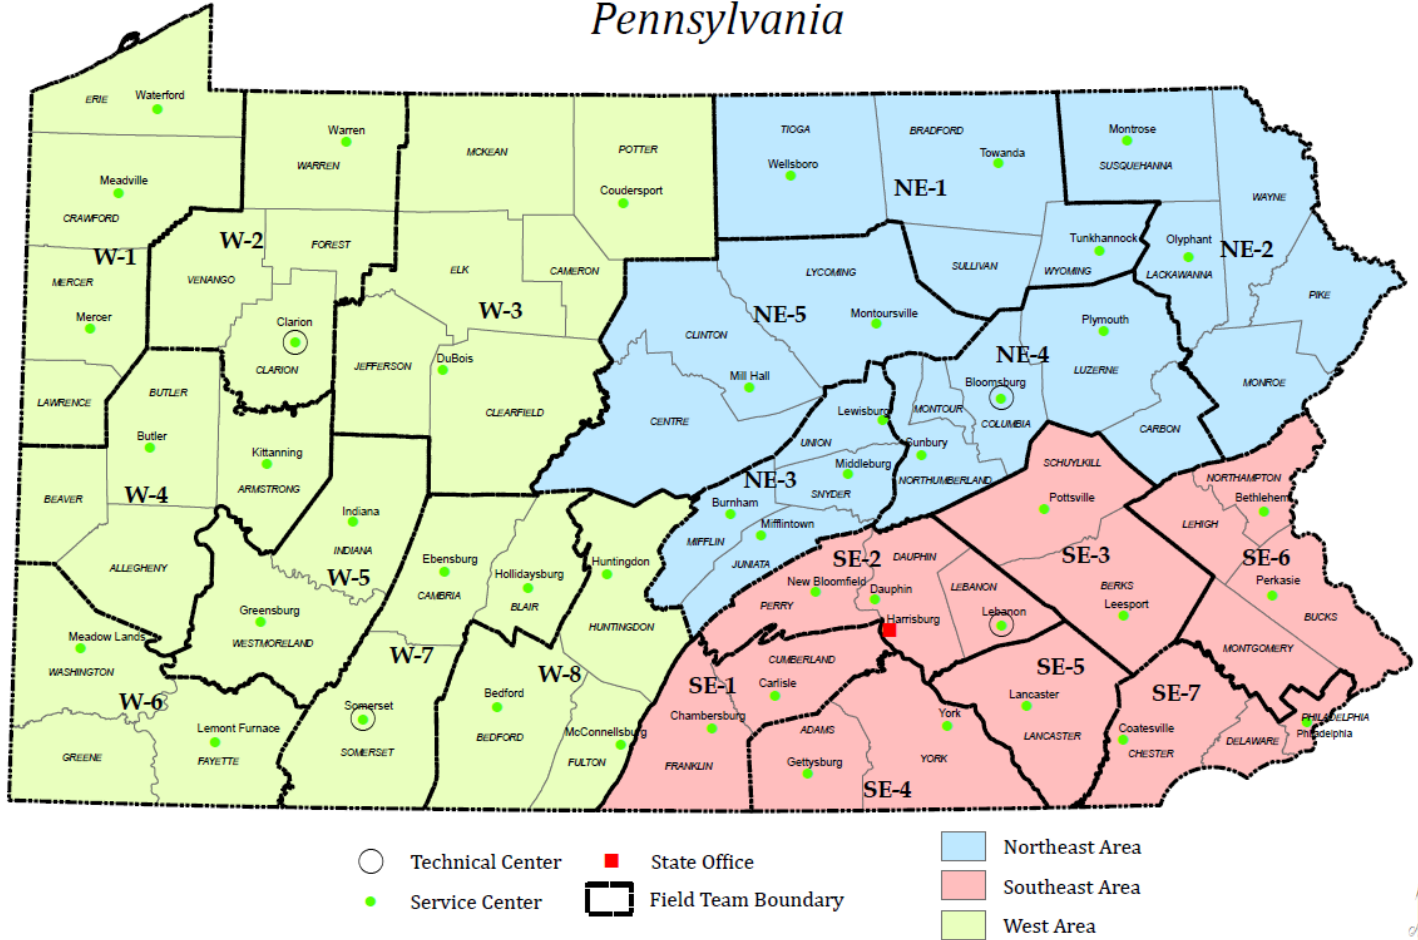 Pennsylvania
ERIE
Waterford
Warren
WARREN
MCKEAN
POTTER
Coudersport
TIOGA
Wellsboro
BRADFORD
Towanda
NE-1
Montrose
SUSQUEHANNA
WAYNE
Meadville
CRAWFORD
W-1
W-2
FOREST
VENANGO
MERCER
Mercer
ELK
CAMERON
W-3
LYCOMING
SULLIVAN
Tunkhannock
WYOMING
Olyphant
LACKAWANNA
NE-2
PIKE
Clarion
CLARION
JEFFERSON
DuBois
CLEARFIELD
CLINTON
NE-5
Montoursville
Mill Hall
CENTRE
NE-4
Plymouth
LUZERNE
Bloomsburg
COLUMBIA
MONTOUR
MONROE
CARBON
LAWRENCE
BUTLER
Butler
Kittanning
ARMSTRONG
BEAVER
W-4
Lewisburg
UNION
Sunbury
NORTHUMBERLAND
Middleburg
SNYDER
NE-3
Burnham
Mifflintown
MIFFLIN
JUNIATA
SCHUYLKILL
Pottsville
NORTHAMPTON
Bethlehem
LEHIGH
ALLEGHENY
Indiana
INDIANA
W-5
Greensburg
WESTMORELAND
Ebensburg
CAMBRIA
Hollidaysburg
BLAIR
Huntingdon
HUNTINGDON
SE-2
DAUPHIN
New Bloomfield
PERRY
Dauphin
Harrisburg
LEBANON
Lebanon
SE-3
BERKS
Leesport
SE-6
Perkasie
BUCKS
MONTGOMERY
Meadow Lands
WASHINGTON
W-6
Lemont Furnace
FAYETTE
GREENE
W-7
Somerset
SOMERSET
Bedford
BEDFORD
W-8
McConnellsburg
FULTON
SE-1
CUMBERLAND
Carlisle
Chambersburg
FRANKLIN
ADAMS
Gettysburg
York
YORK
SE-4
SE-5
Lancaster
LANCASTER
SE-7
Coatesville
CHESTER
DELAWARE
PHILADELPHIA
Philadelphia
Technical Center
Service Center
State Office
Field Team Boundary
Northeast Area
Southeast Area
West Area